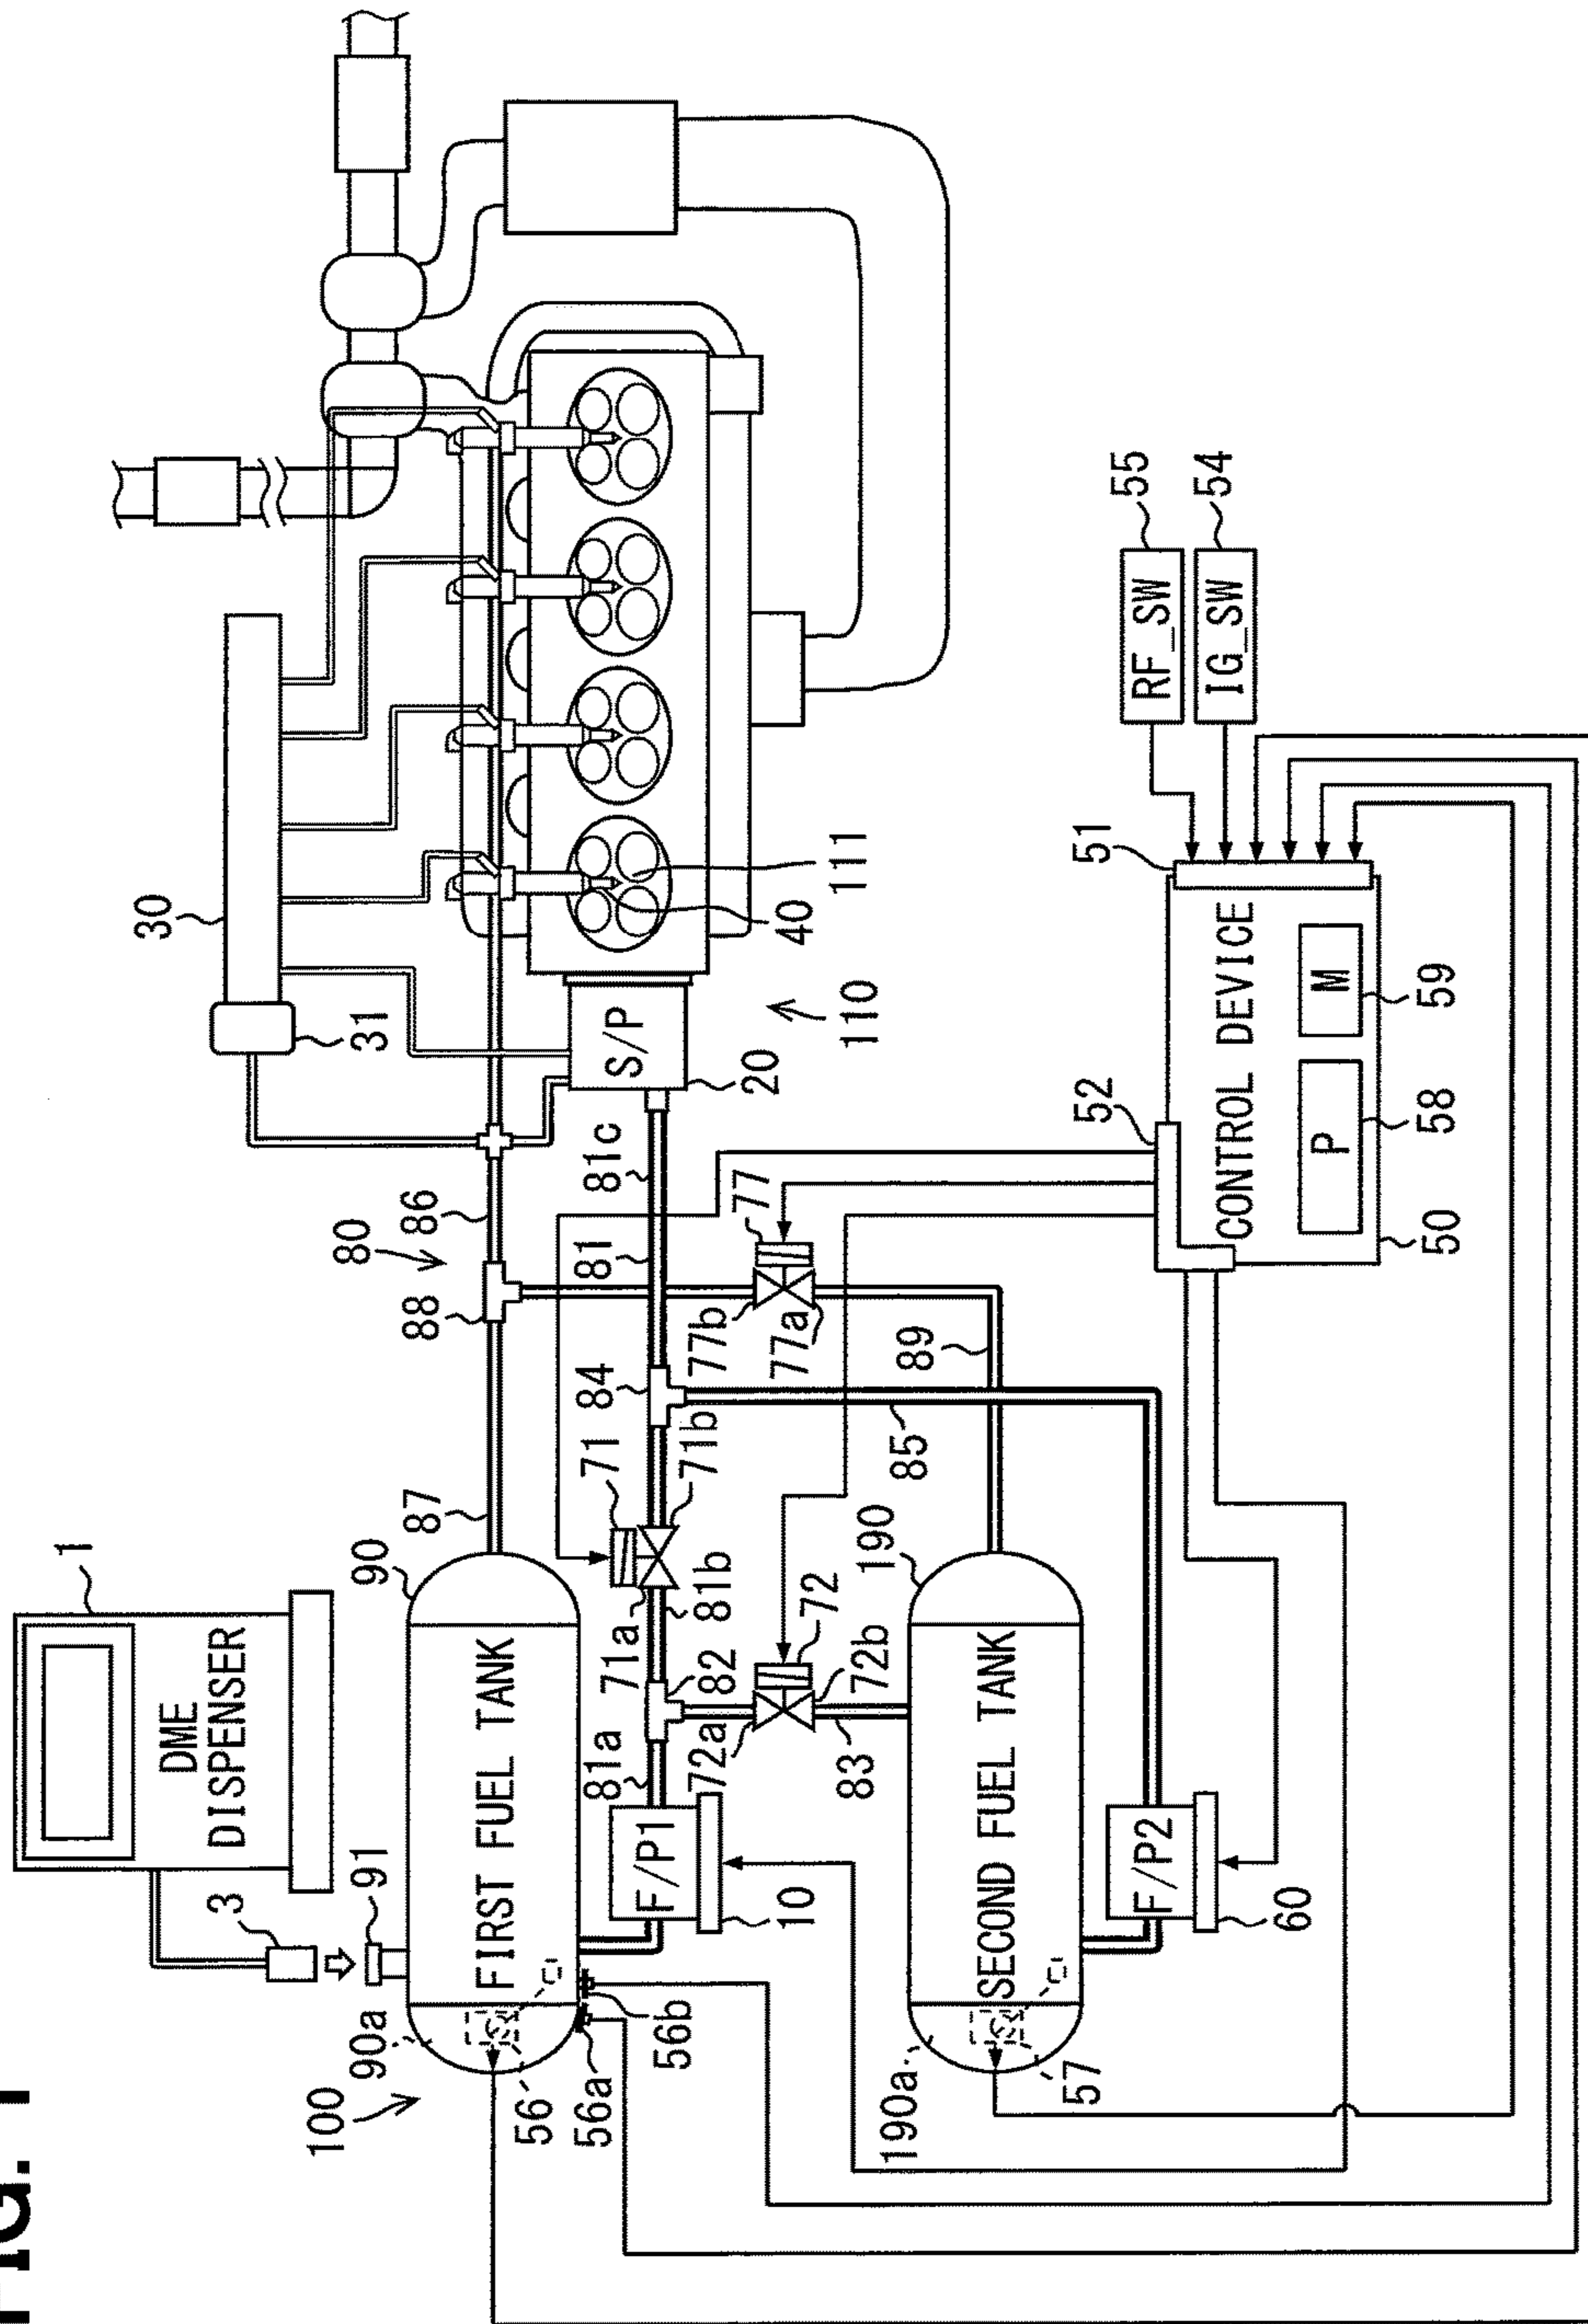 FIG. 1
1
DME
DISPENSER
30
3
100
90a
91
90
87
88
80
86
31
FIRST FUEL TANK
56
56a
56b
F/P1
10
81a
82
71a
71
71b
81b
84
81
81c
S/P
20
110
40
111
72a
72
72b
83
77b
77a
77
190a
190
85
89
SECOND FUEL TANK
57
F/P2
60
52
51
55
RF_SW
54
IG_SW
CONTROL DEVICE
P
M
50
58
59